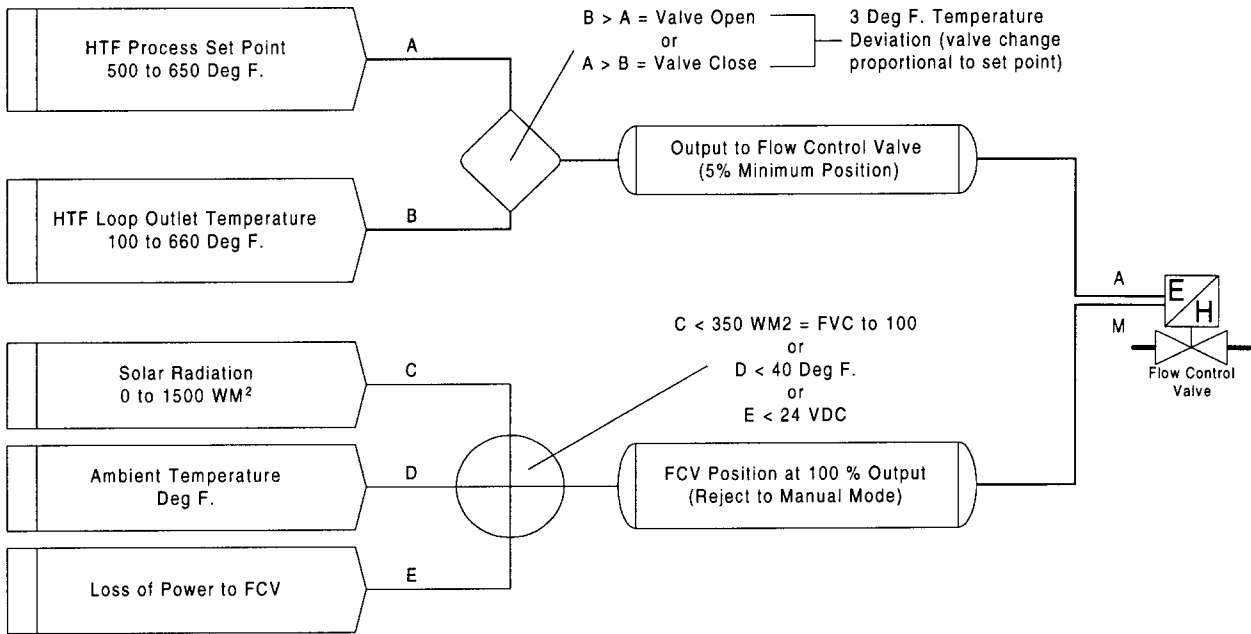 HTF Process Set Point
500 to 650 Deg F.
A
B > A = Valve Open
or
A > B = Valve Close
3 Deg F. Temperature
Deviation (valve change
proportional to set point)
Output to Flow Control Valve
(5% Minimum Position)
HTF Loop Outlet Temperature
100 to 660 Deg F.
B
A
E
H
M
Flow Control
Valve
C < 350 WM2 = FVC to 100
or
D < 40 Deg F.
or
E < 24 VDC
Solar Radiation
0 to 1500 WM²
C
Ambient Temperature
Deg F.
D
FCV Position at 100 % Output
(Reject to Manual Mode)
Loss of Power to FCV
E